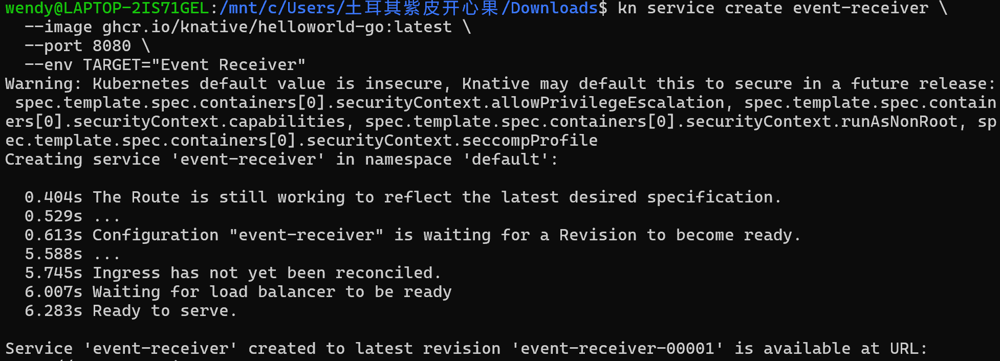 wendy@LAPTOP-2IS71GEL:/mnt/c/Users/土耳其紫皮开心果/Downloads$ kn service create event-receiver \
  --image ghcr.io/knative/helloworld-go:latest \
  --port 8080 \
  --env TARGET="Event Receiver"
Warning: Kubernetes default value is insecure, Knative may default this to secure in a future release:
 spec.template.spec.containers[0].securityContext.allowPrivilegeEscalation, spec.template.spec.contain
ers[0].securityContext.capabilities, spec.template.spec.containers[0].securityContext.runAsNonRoot, sp
ec.template.spec.containers[0].securityContext.seccompProfile
Creating service 'event-receiver' in namespace 'default':
  0.404s The Route is still working to reflect the latest desired specification.
  0.529s ...
  0.613s Configuration "event-receiver" is waiting for a Revision to become ready.
  5.588s ...
  5.745s Ingress has not yet been reconciled.
  6.007s Waiting for load balancer to be ready
  6.283s Ready to serve.
Service 'event-receiver' created to latest revision 'event-receiver-00001' is available at URL: